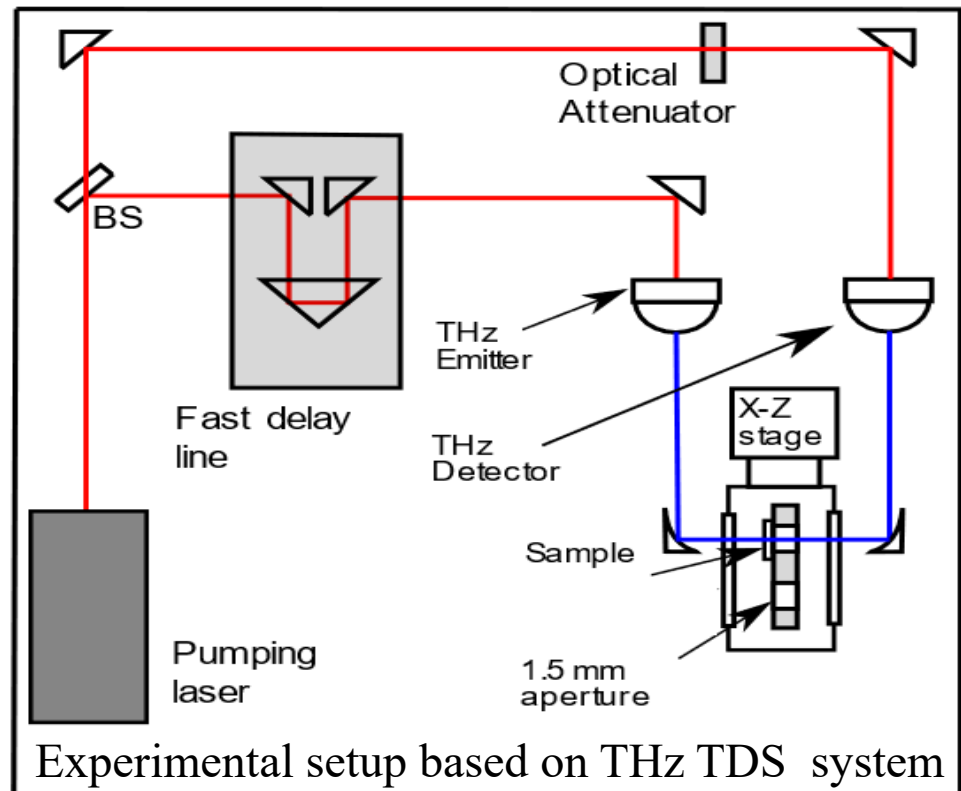 Optical
Attenuator
BS
Fast delay
line
THz
Emitter
THz
Detector
X-Z
stage
Sample
1.5 mm
aperture
Pumping
laser
Experimental setup based on THz TDS system